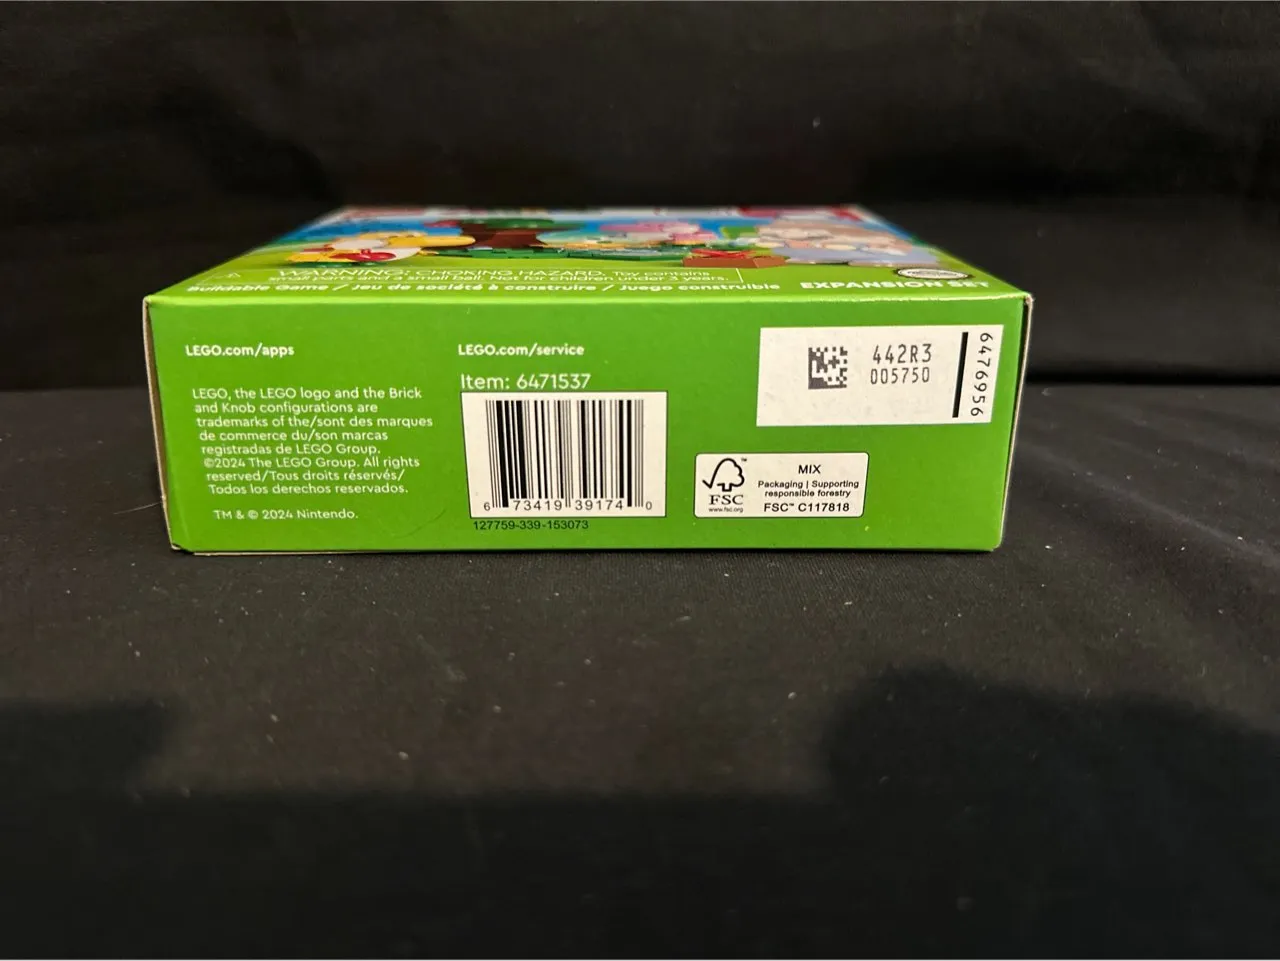 WARNING: CHOKING HAZARD. Toy contains
small parts and a small ball. Not for children under 3 years.
Buildable Game / Jeu de société à construire / Juego construible
EXPANSION SET
LEGO.com/apps
LEGO, the LEGO logo and the Brick
and Knob configurations are
trademarks of the/sont des marques
de commerce du/son marcas
registradas de LEGO Group.
©2024 The LEGO Group. All rights
reserved/Tous droits réservés/
Todos los derechos reservados.
TM & © 2024 Nintendo.
LEGO.com/service
Item: 6471537
6 73419 39174 0
127759-339-153073
442R3
005750
6476956
FSC
www.fsc.org
MIX
Packaging | Supporting
responsible forestry
FSC™ C117818